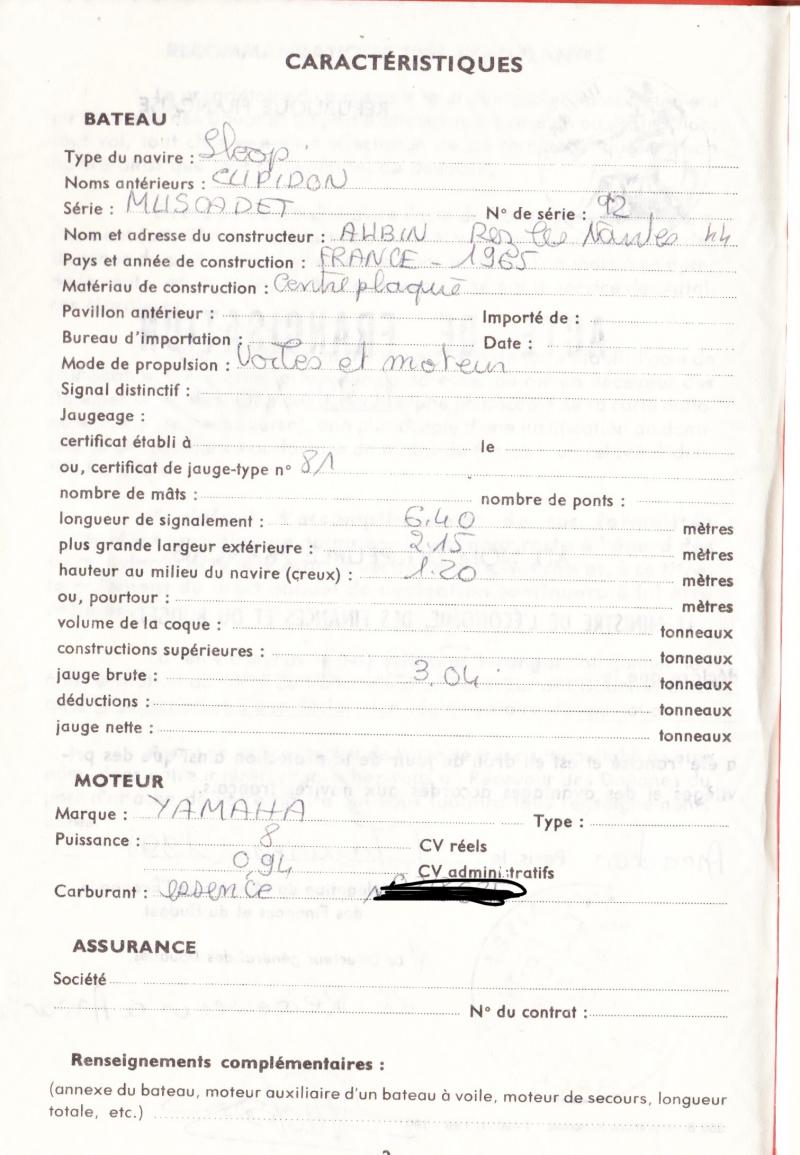 CARACTÉRISTIQUES
BATEAU
Type du navire : Sloop
Noms antérieurs : CUPIDON
Série : MUSCADET N° de série : 92
Nom et adresse du constructeur : AUBIN Rez les Nantes 44
Pays et année de construction : FRANCE - 1965
Matériau de construction : Contreplaqué
Pavillon antérieur : Importé de :
Bureau d'importation : Date :
Mode de propulsion : Voiles et moteur
Signal distinctif :
Jaugeage :
certificat établi à le
ou, certificat de jauge-type n° 81
nombre de mâts : nombre de ponts :
longueur de signalement : 6.40 mètres
plus grande largeur extérieure : 2.15 mètres
hauteur au milieu du navire (creux) : 1.20 mètres
ou, pourtour : mètres
volume de la coque : tonneaux
constructions supérieures : tonneaux
jauge brute : 3,04 tonneaux
déductions : tonneaux
jauge nette : tonneaux
MOTEUR
Marque : YAMAHA Type :
Puissance : 8 CV réels
0,94 CV administratifs
Carburant : essence
ASSURANCE
Société
N° du contrat :
Renseignements complémentaires :
(annexe du bateau, moteur auxiliaire d'un bateau à voile, moteur de secours, longueur
totale, etc.)